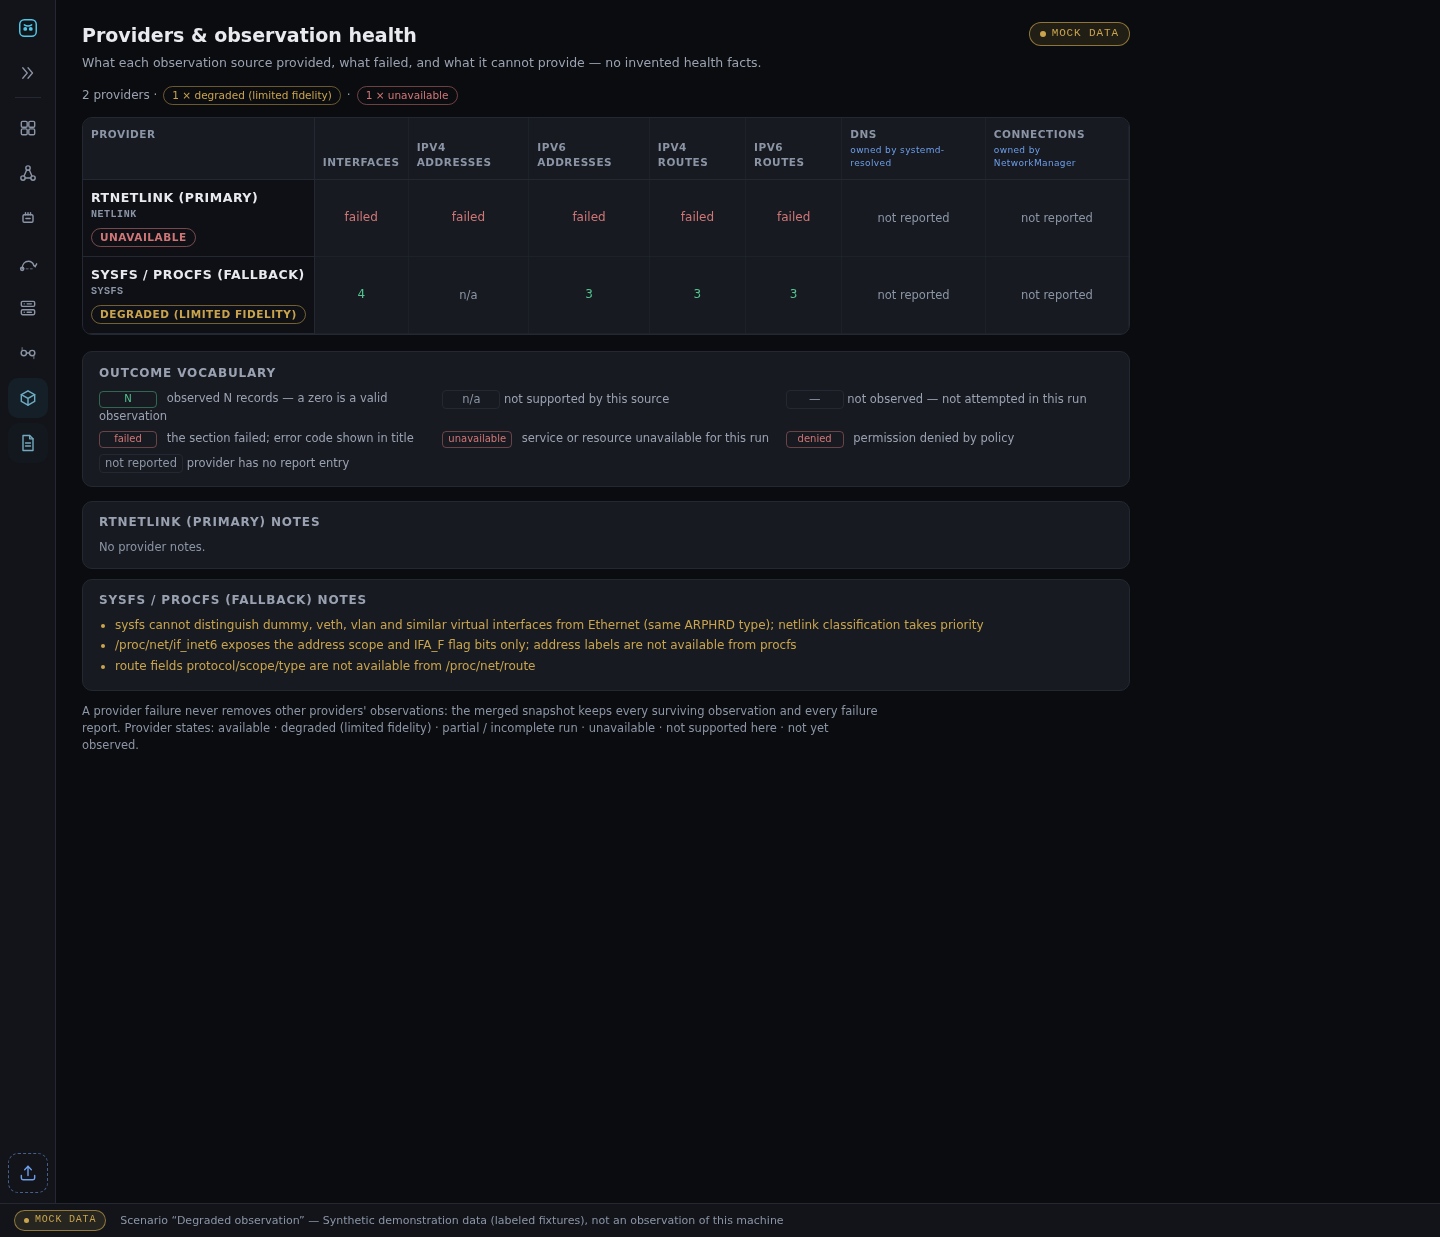 Providers & observation health
MOCK DATA
What each observation source provided, what failed, and what it cannot provide — no invented health facts.
2 providers · 1 × degraded (limited fidelity) · 1 × unavailable
PROVIDER
INTERFACES
IPV4
ADDRESSES
IPV6
ADDRESSES
IPV4
ROUTES
IPV6
ROUTES
DNS
owned by systemd-
resolved
CONNECTIONS
owned by
NetworkManager
RTNETLINK (PRIMARY)
NETLINK
UNAVAILABLE
failed failed failed failed failed not reported not reported
SYSFS / PROCFS (FALLBACK)
SYSFS
DEGRADED (LIMITED FIDELITY)
4 n/a 3 3 3 not reported not reported
OUTCOME VOCABULARY
N observed N records — a zero is a valid
observation
n/a not supported by this source
— not observed — not attempted in this run
failed the section failed; error code shown in title
unavailable service or resource unavailable for this run
denied permission denied by policy
not reported provider has no report entry
RTNETLINK (PRIMARY) NOTES
No provider notes.
SYSFS / PROCFS (FALLBACK) NOTES
• sysfs cannot distinguish dummy, veth, vlan and similar virtual interfaces from Ethernet (same ARPHRD type); netlink classification takes priority
• /proc/net/if_inet6 exposes the address scope and IFA_F flag bits only; address labels are not available from procfs
• route fields protocol/scope/type are not available from /proc/net/route
A provider failure never removes other providers' observations: the merged snapshot keeps every surviving observation and every failure
report. Provider states: available · degraded (limited fidelity) · partial / incomplete run · unavailable · not supported here · not yet
observed.
MOCK DATA
Scenario “Degraded observation” — Synthetic demonstration data (labeled fixtures), not an observation of this machine